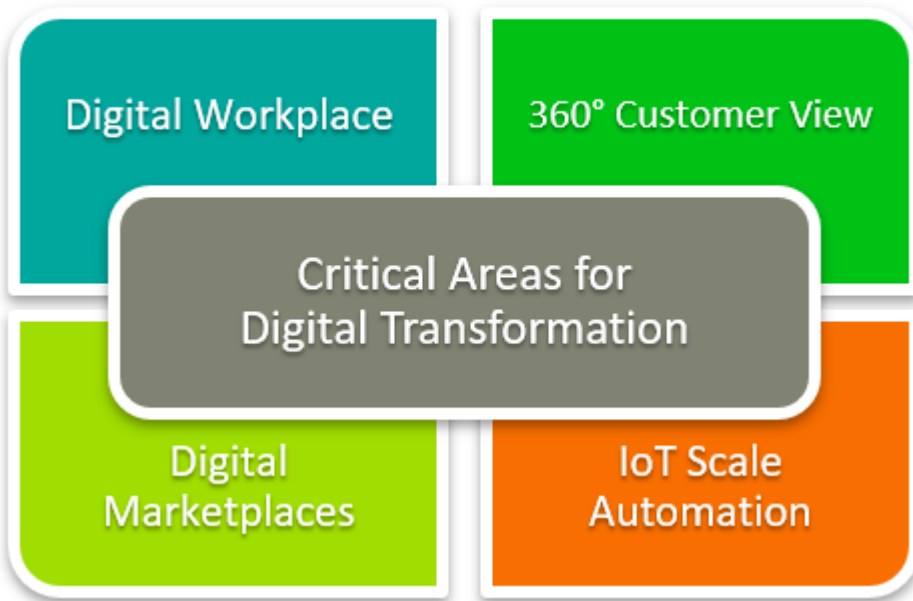 Digital Workplace
360° Customer View
Critical Areas for
Digital Transformation
Digital
Marketplaces
IoT Scale
Automation